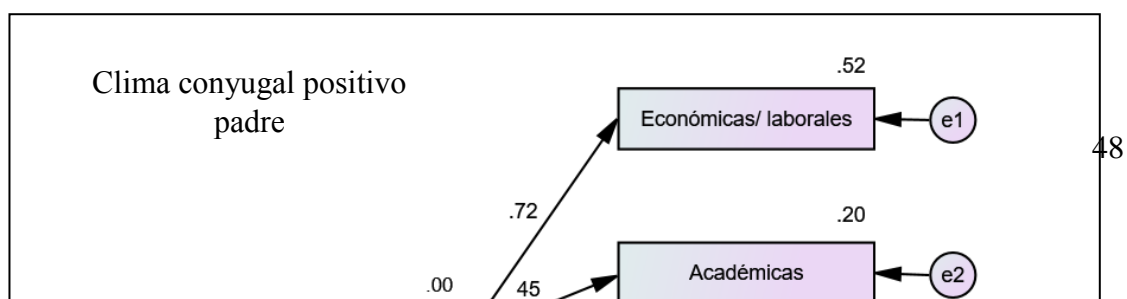 Clima conyugal positivo
padre
.52
Económicas/ laborales
e1
48
.72
.20
Académicas
e2
.00
45